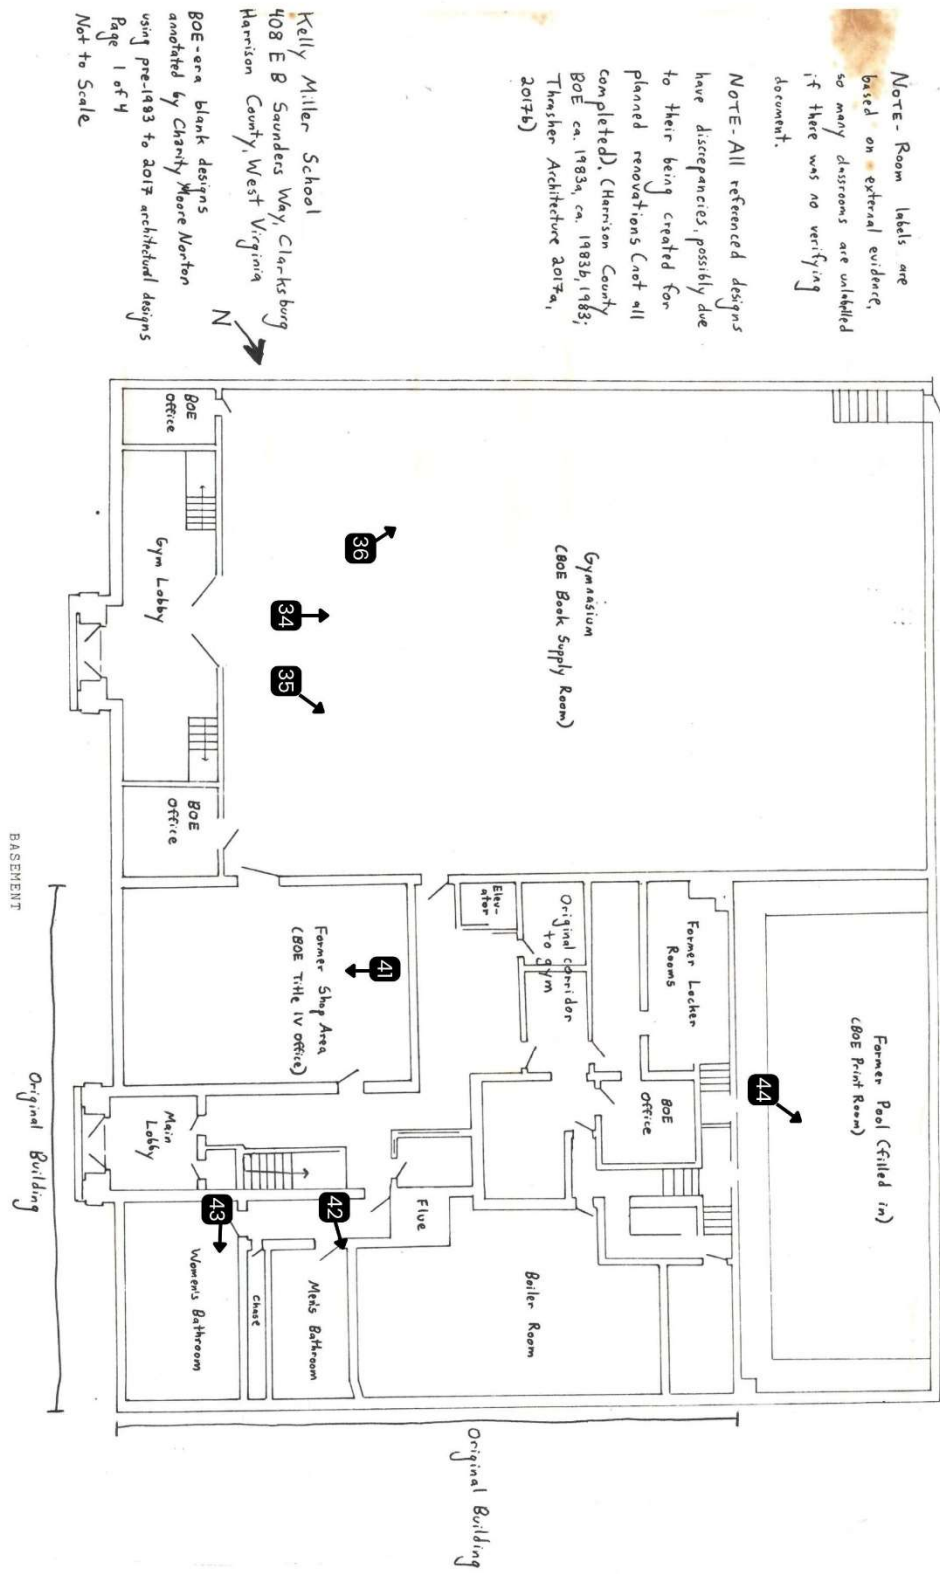 NOTE- Room labels are
based on external evidence,
so many classrooms are unlabelled
if there was no verifying
document.
NOTE- All referenced designs
have discrepancies, possibly due
to their being created for
planned renovations (not all
completed). (Harrison County
BOE ca. 1983a, ca. 1983b, 1983;
Thrasher Architecture 2017a,
2017b)
Kelly Miller School
408 E B Saunders Way, Clarksburg
Harrison County, West Virginia
BOE-era blank designs
annotated by Charity Moore Norton
using pre-1983 to 2017 architectural designs
Page 1 of 4
Not to Scale
N
BOE
Office
Gym Lobby
BOE
Office
36
34
35
Gymnasium
(BOE Book Supply Room)
Elev-
ator
Original corridor
to gym
Former Locker
Rooms
Former Pool (filled in)
(BOE Print Room)
44
BOE
Office
41
Former Shop Area
(BOE Title IV Office)
Main
Lobby
43
42
Flue
Women's Bathroom
Chase
Men's Bathroom
Boiler Room
BASEMENT
Original Building
Original Building